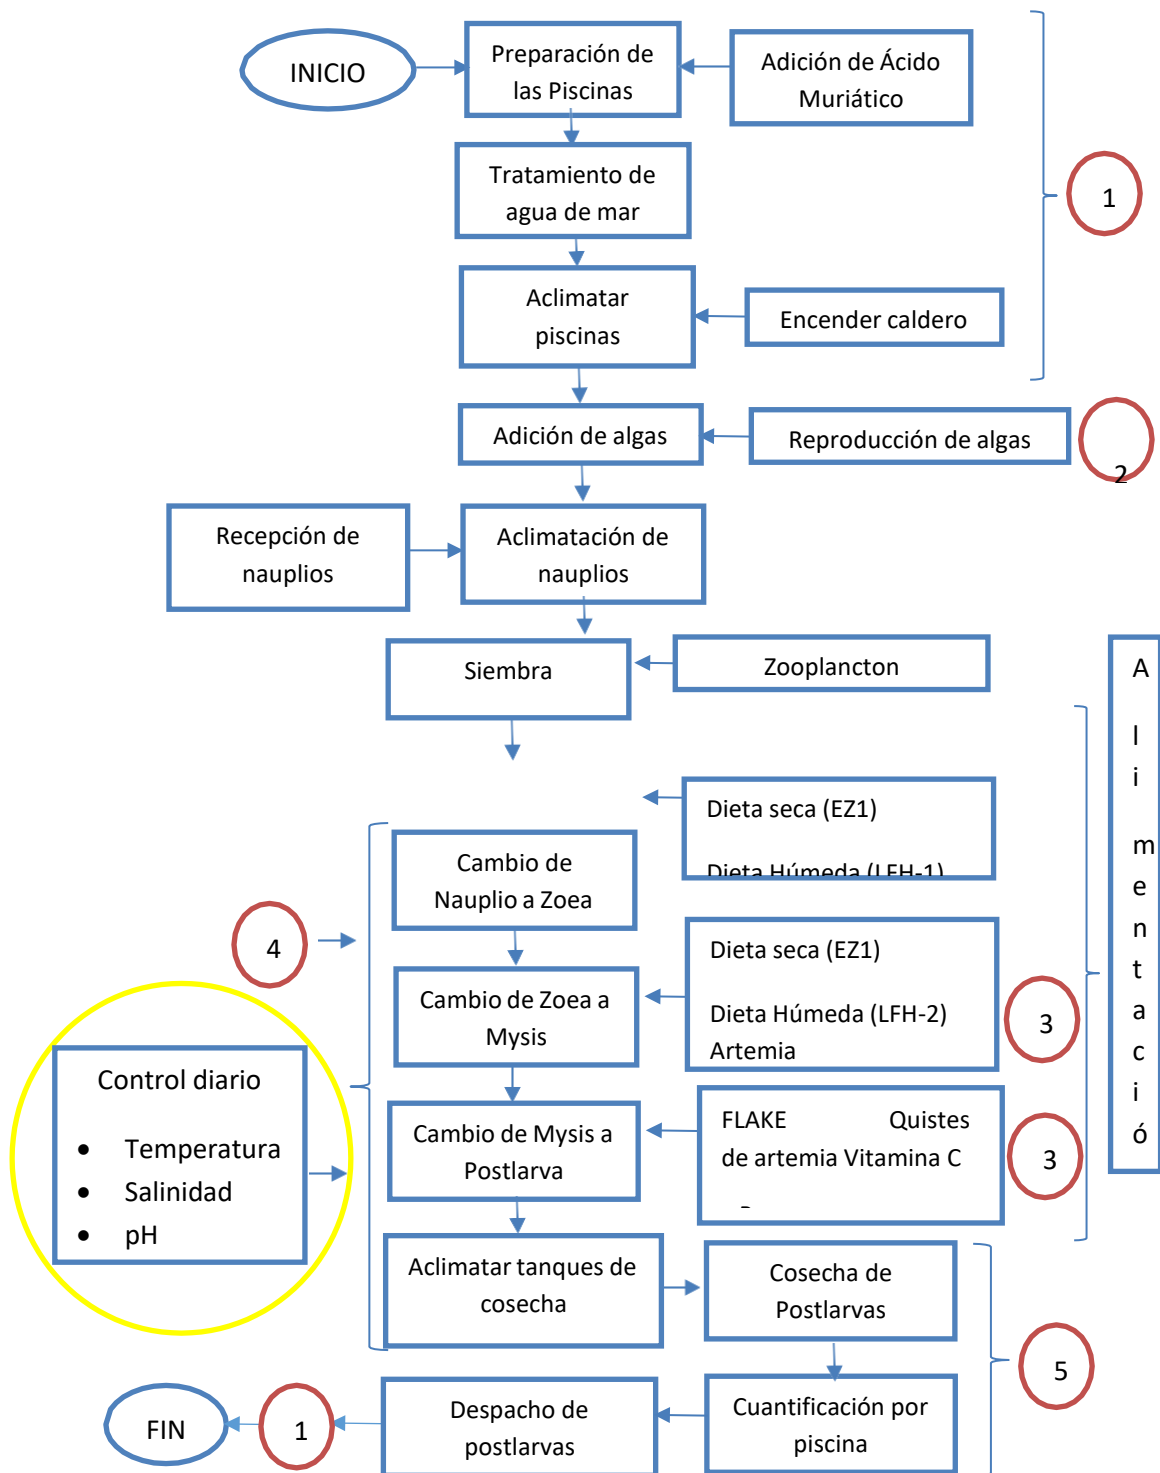 INICIO
Preparación de
las Piscinas
Adición de Ácido
Muriático
Tratamiento de
agua de mar
1
Aclimatar
piscinas
Encender caldero
Adición de algas
Reproducción de algas
2
Recepción de
nauplios
Aclimatación de
nauplios
Siembra
Zooplancton
A
l
i
m
e
n
t
a
c
i
ó
Dieta seca (EZ1)
Dieta Húmeda (LFH-1)
Cambio de
Nauplio a Zoea
4
Dieta seca (EZ1)
Dieta Húmeda (LFH-2)
Artemia
3
Cambio de Zoea a
Mysis
Control diario
• Temperatura
• Salinidad
• pH
Cambio de Mysis a
Postlarva
FLAKE Quistes
de artemia Vitamina C
3
Aclimatar tanques de
cosecha
Cosecha de
Postlarvas
5
Cuantificación por
piscina
Despacho de
postlarvas
1
FIN